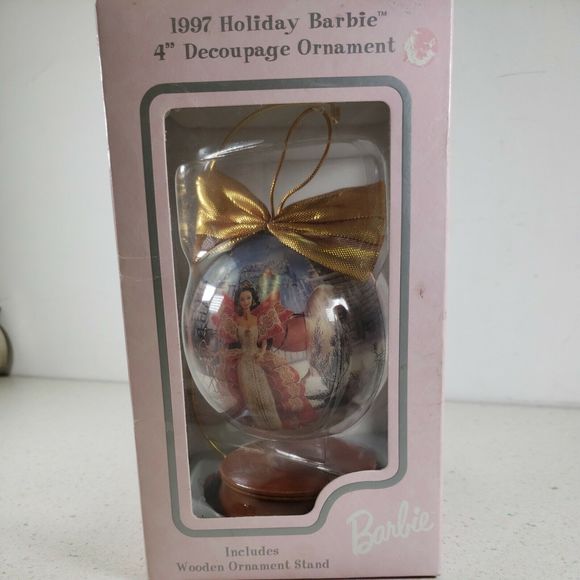 1997 Holiday Barbie™
4" Decoupage Ornament
Includes
Wooden Ornament Stand
Barbie